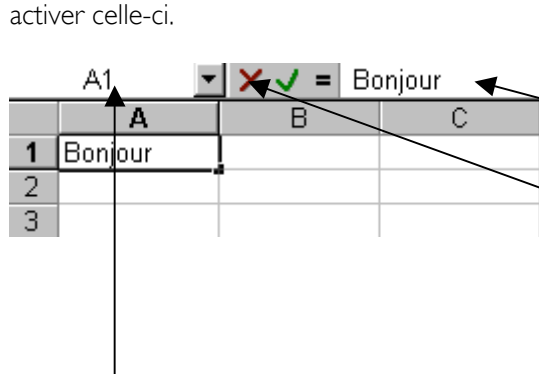 activer celle-ci.
A1 = Bonjour
A B C
1 Bonjour
2
3